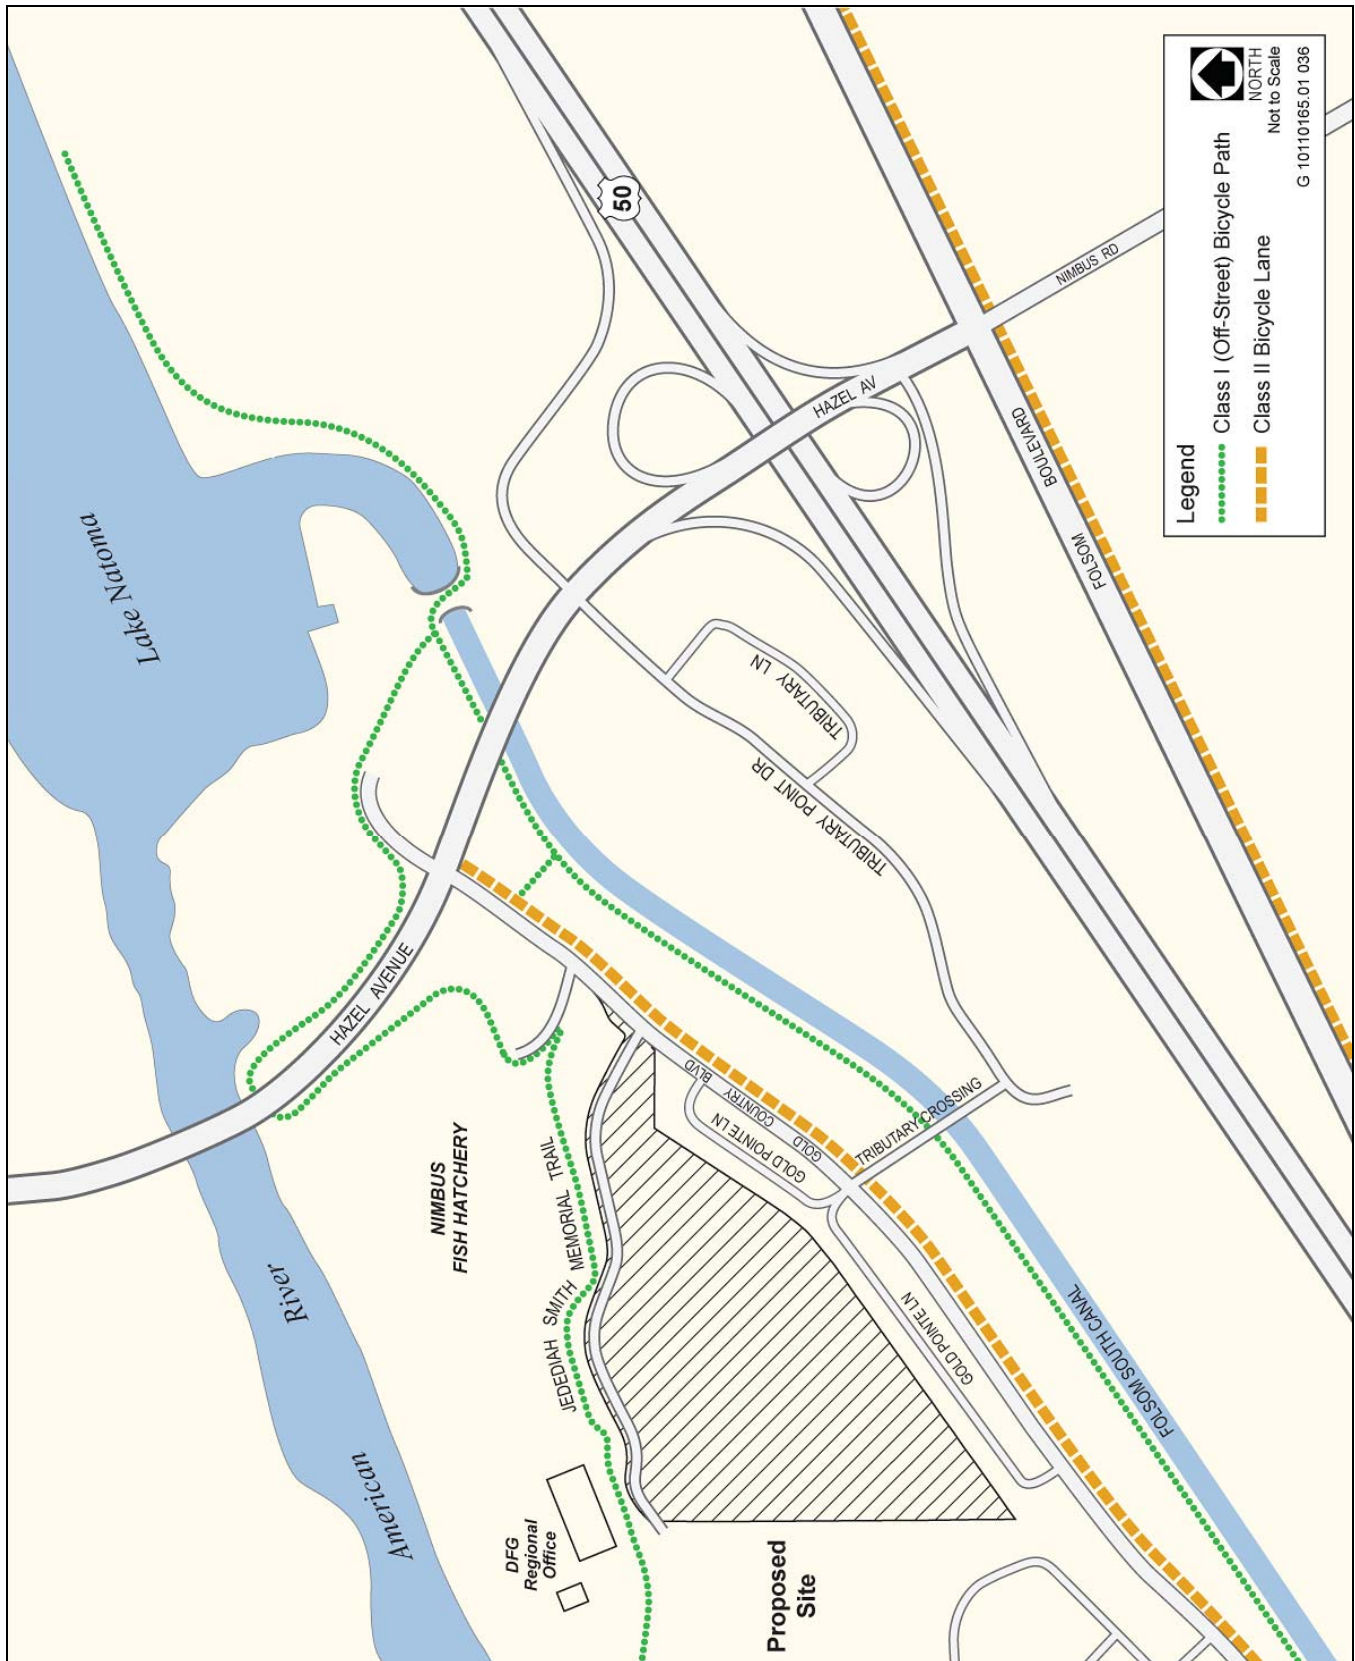 Lake Natoma
50
HAZEL AV
NIMBUS RD
FOLSOM
BOULEVARD
TRIBUTARY LN
TRIBUTARY POINT DR
HAZEL AVENUE
American
River
NIMBUS
FISH HATCHERY
JEDEDIAH SMITH MEMORIAL TRAIL
GOLD COUNTRY BLVD
GOLD POINTE LN
GOLD POINTE LN
TRIBUTARY CROSSING
FOLSOM SOUTH CANAL
DFG
Regional
Office
Proposed
Site
Legend
Class I (Off-Street) Bicycle Path
Class II Bicycle Lane
NORTH
Not to Scale
G 10110165.01 036